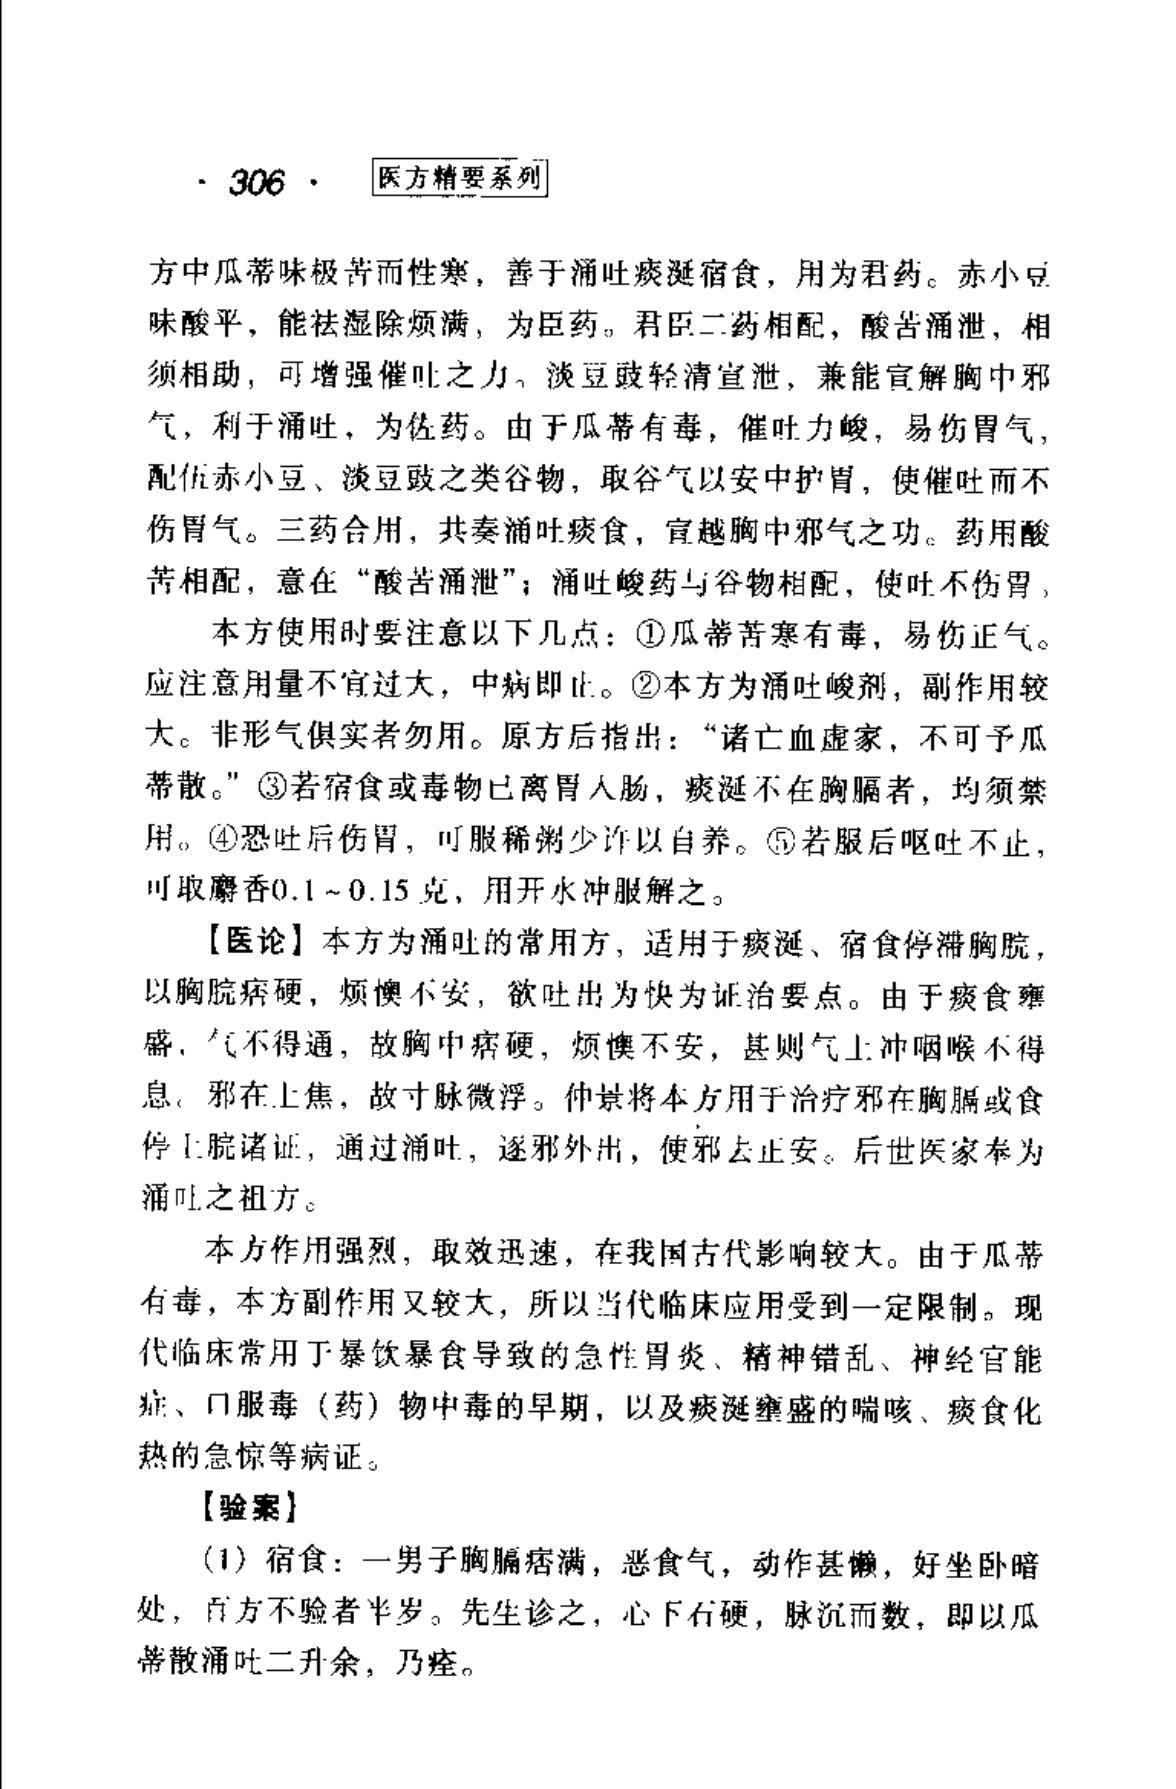 · 306 · 医方精要系列
方中瓜蒂味极苦而性寒，善于涌吐痰涎宿食，用为君药。赤小豆
味酸平，能祛湿除烦满，为臣药。君臣二药相配，酸苦涌泄，相
须相助，可增强催吐之力。淡豆豉轻清宣泄，兼能宣解胸中邪
气，利于涌吐，为佐药。由于瓜蒂有毒，催吐力峻，易伤胃气，
配伍赤小豆、淡豆豉之类谷物，取谷气以安中护胃，使催吐而不
伤胃气。三药合用，共奏涌吐痰食，宣越胸中邪气之功。药用酸
苦相配，意在“酸苦涌泄”；涌吐峻药与谷物相配，使吐不伤胃。
本方使用时要注意以下几点：①瓜蒂苦寒有毒，易伤正气。
应注意用量不宜过大，中病即止。②本方为涌吐峻剂，副作用较
大。非形气俱实者勿用。原方后指出：“诸亡血虚家，不可予瓜
蒂散。”③若宿食或毒物已离胃入肠，痰涎不在胸膈者，均须禁
用。④恐吐后伤胃，可服稀粥少许以自养。⑤若服后呕吐不止，
可取麝香0.1～0.15 克，用开水冲服解之。
【医论】本方为涌吐的常用方，适用于痰涎、宿食停滞胸脘，
以胸脘痞硬，烦懊不安，欲吐出为快为证治要点。由于痰食壅
盛，气不得通，故胸中痞硬，烦懊不安，甚则气上冲咽喉不得
息。邪在上焦，故寸脉微浮。仲景将本方用于治疗邪在胸膈或食
停上脘诸证，通过涌吐，逐邪外出，使邪去正安。后世医家奉为
涌吐之祖方。
本方作用强烈，取效迅速，在我国古代影响较大。由于瓜蒂
有毒，本方副作用又较大，所以当代临床应用受到一定限制。现
代临床常用于暴饮暴食导致的急性胃炎、精神错乱、神经官能
症、口服毒（药）物中毒的早期，以及痰涎壅盛的喘咳、痰食化
热的急惊等病证。
【验案】
（1）宿食：一男子胸膈痞满，恶食气，动作甚懒，好坐卧暗
处，百方不验者半岁。先生诊之，心下石硬，脉沉而数，即以瓜
蒂散涌吐二升余，乃痊。